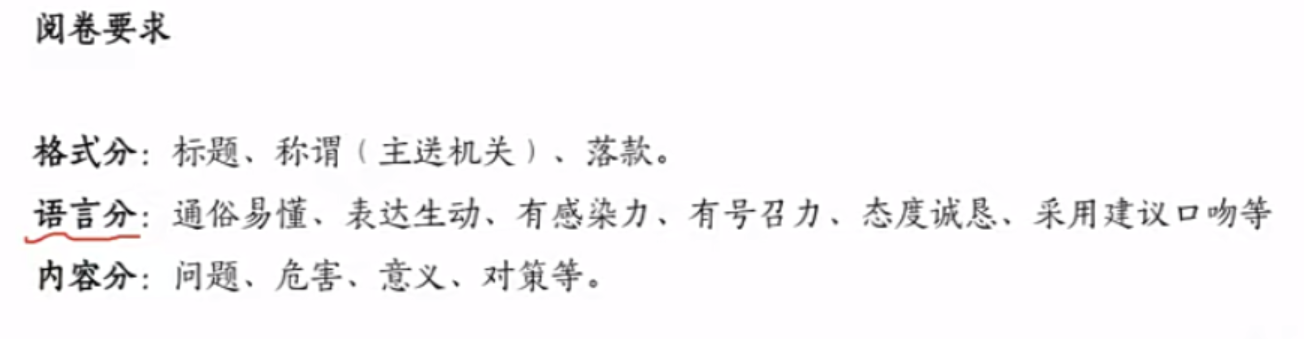 阅卷要求
格式分：标题、称谓（主送机关）、落款。
语言分：通俗易懂、表达生动、有感染力、有号召力、态度诚恳、采用建议口吻等
内容分：问题、危害、意义、对策等。